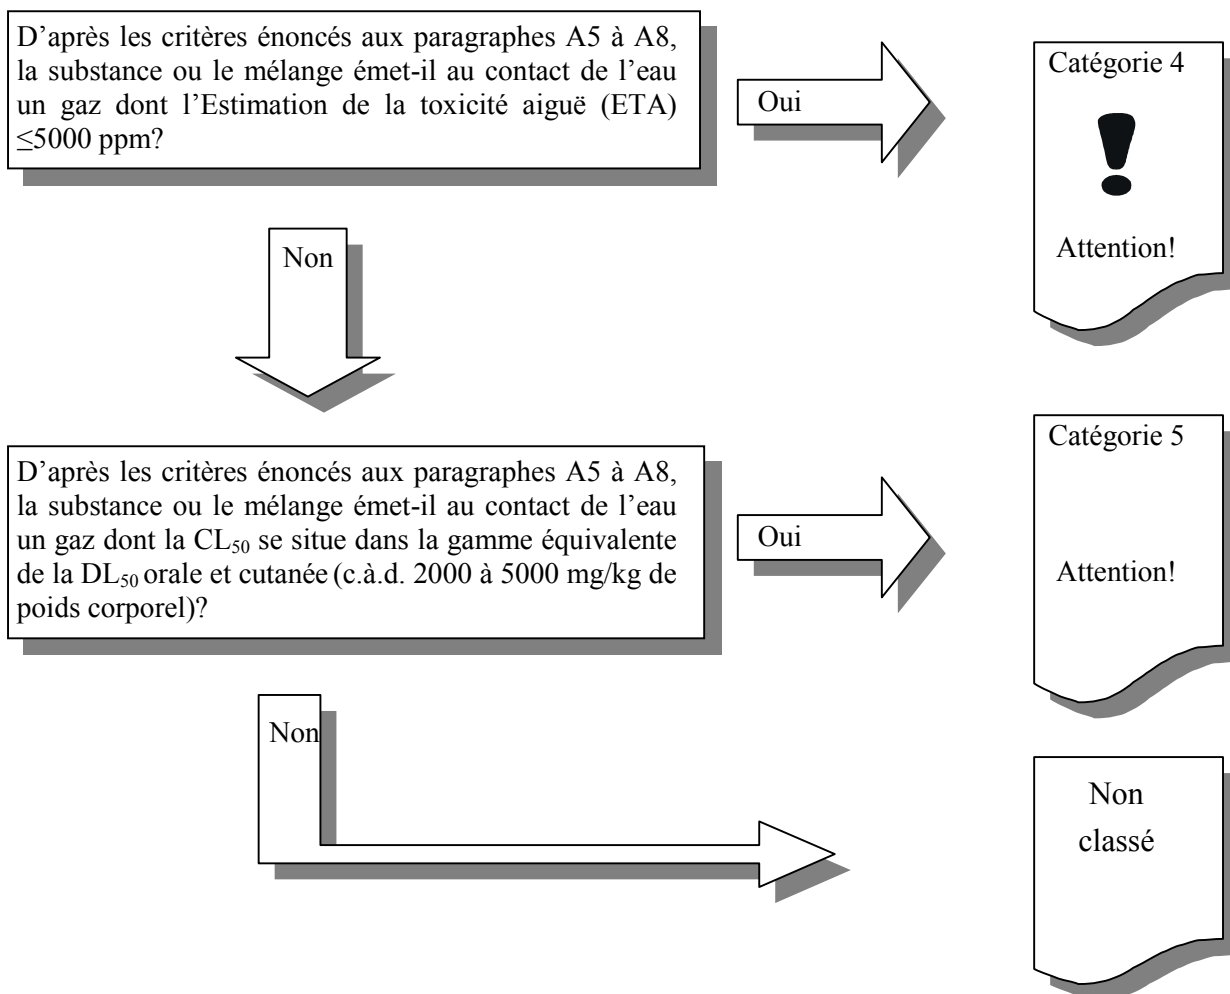 D’après les critères énoncés aux paragraphes A5 à A8,
la substance ou le mélange émet-il au contact de l’eau
un gaz dont l’Estimation de la toxicité aiguë (ETA)
≤5000 ppm?
Oui
Catégorie 4
Attention!
Non
D’après les critères énoncés aux paragraphes A5 à A8,
la substance ou le mélange émet-il au contact de l’eau
un gaz dont la CL50 se situe dans la gamme équivalente
de la DL50 orale et cutanée (c.à.d. 2000 à 5000 mg/kg de
poids corporel)?
Oui
Catégorie 5
Attention!
Non
Non
classé